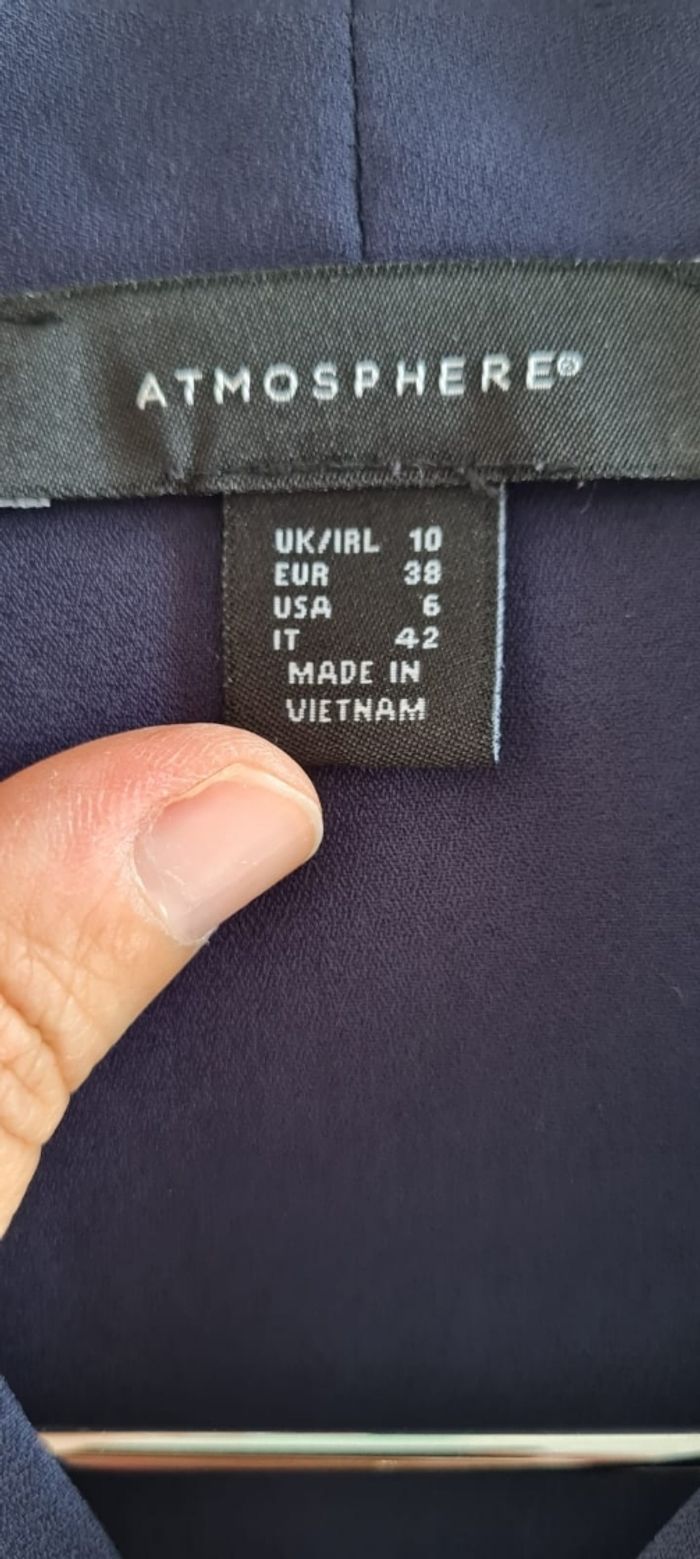 ATMOSPHERE®
UK/IRL 10
EUR 38
USA 6
IT 42
MADE IN
VIETNAM